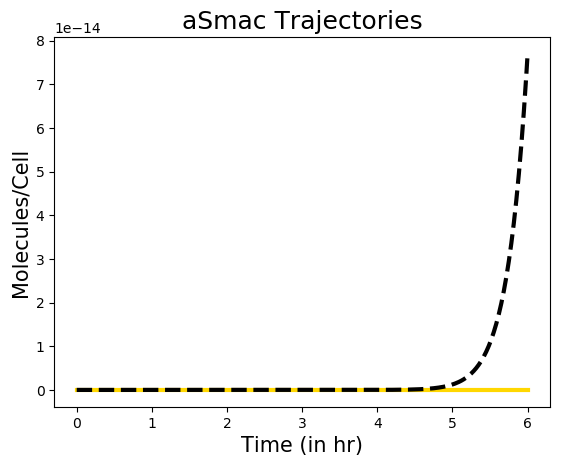 aSmac Trajectories
1e−14
8
7
6
5
4
3
2
1
0
Molecules/Cell
0 1 2 3 4 5 6
Time (in hr)